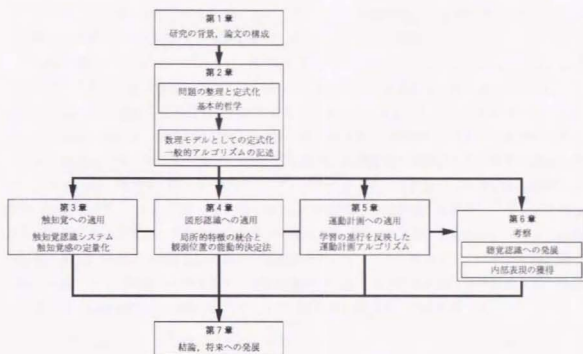 第1章
研究の背景，論文の構成
第2章
問題の整理と定式化
基本的哲学
数理モデルとしての定式化
一般的アルゴリズムの記述
第3章
触知覚への適用
触知覚認識システム
触知覚感の定量化
第4章
図形認識への適用
局所的特徴の統合と
観測位置の能動的決定法
第5章
運動計画への適用
学習の進行を反映した
運動計画アルゴリズム
第6章
考察
聴覚認識への発展
内部表現の獲得
第7章
結論，将来への発展